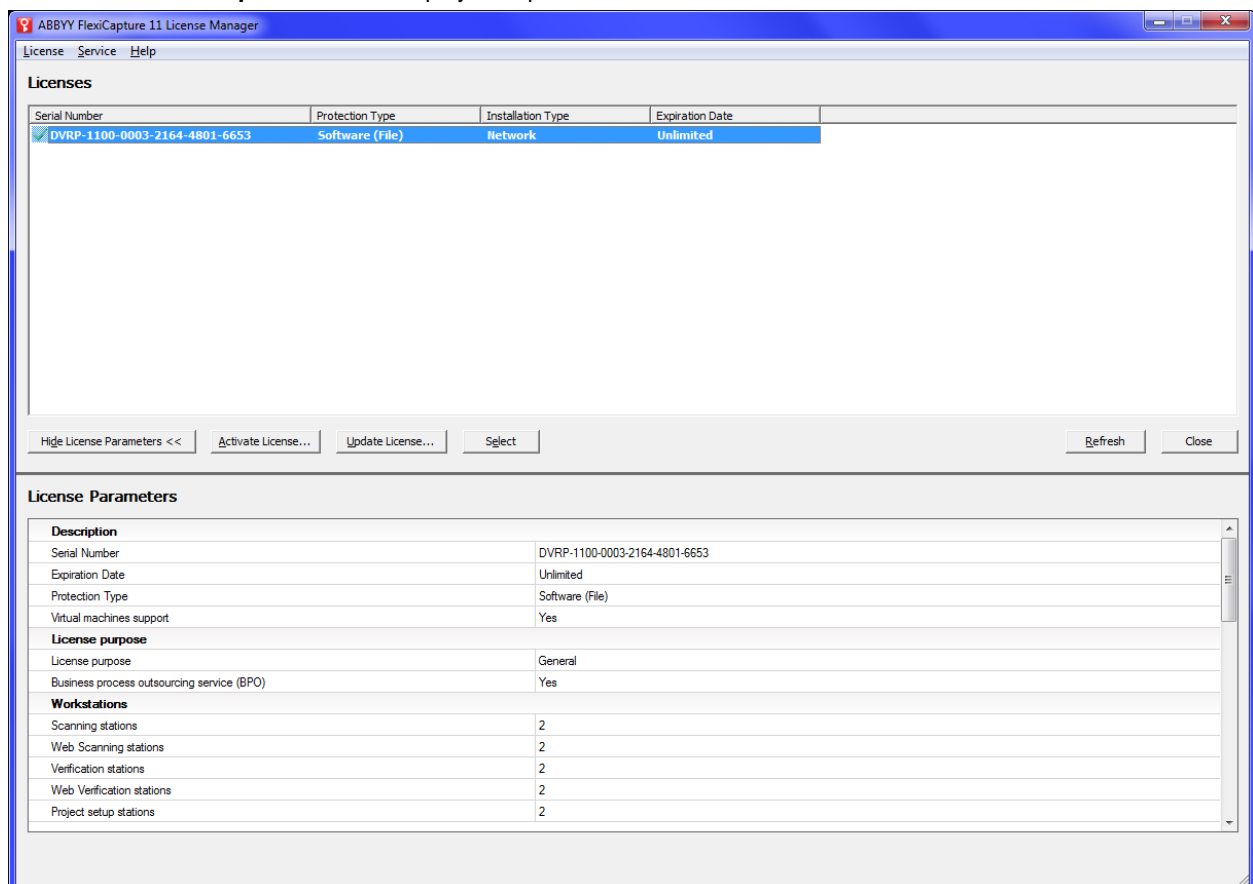 ABBYY FlexiCapture 11 License Manager
License Service Help
Licenses
Serial Number Protection Type Installation Type Expiration Date
DVRP-1100-0003-2164-4801-6653 Software (File) Network Unlimited
Hide License Parameters << Activate License... Update License... Select Refresh Close
License Parameters
Description
Serial Number DVRP-1100-0003-2164-4801-6653
Expiration Date Unlimited
Protection Type Software (File)
Virtual machines support Yes
License purpose
License purpose General
Business process outsourcing service (BPO) Yes
Workstations
Scanning stations 2
Web Scanning stations 2
Verification stations 2
Web Verification stations 2
Project setup stations 2